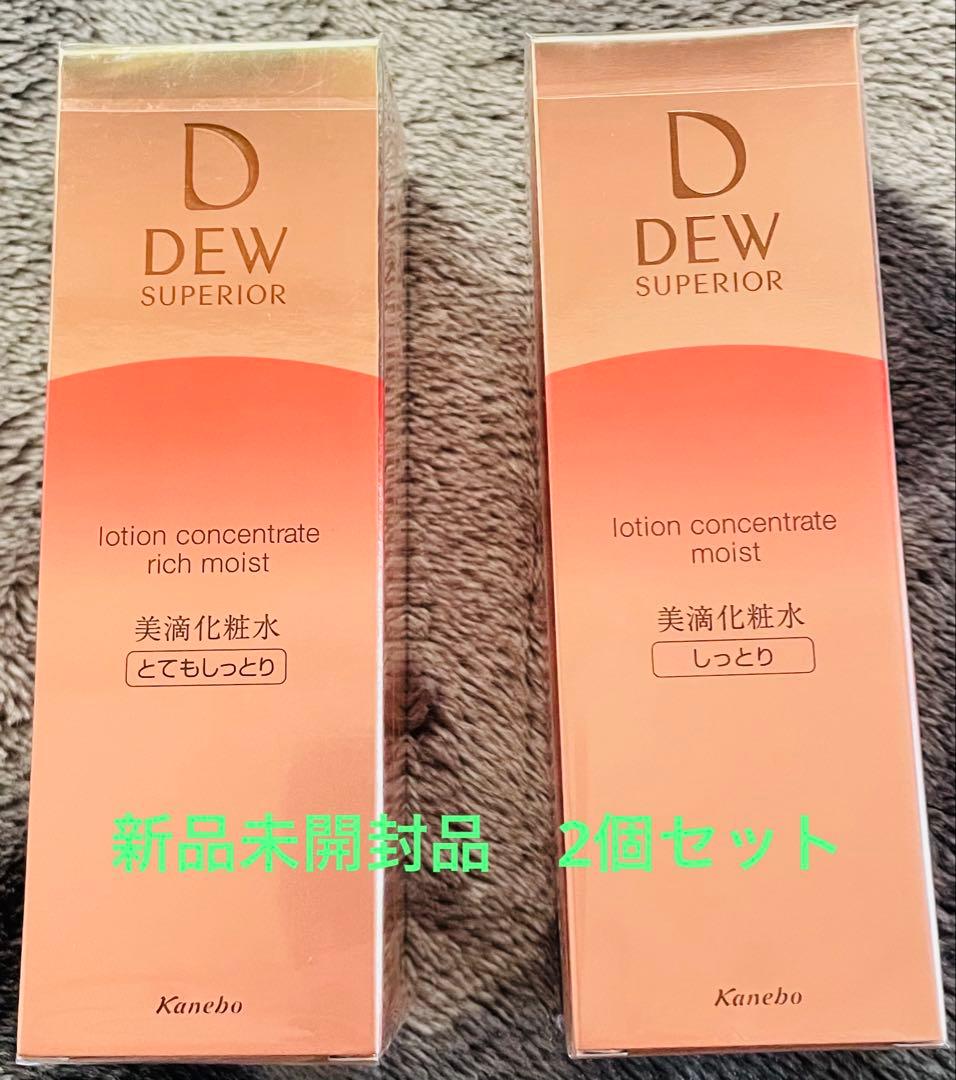 D
DEW
SUPERIOR
lotion concentrate
rich moist
美滴化粧水
とてもしっとり
Kanebo
D
DEW
SUPERIOR
lotion concentrate
moist
美滴化粧水
しっとり
Kanebo
新品未開封品 2個セット